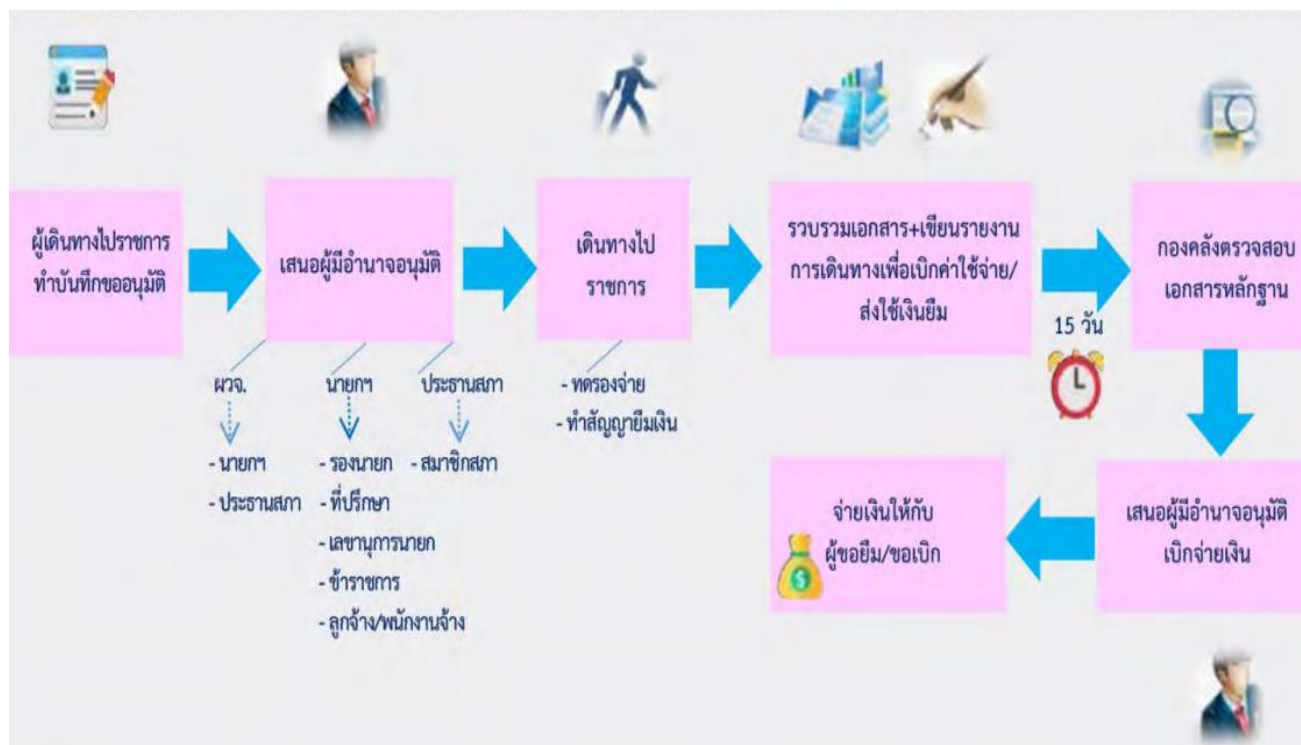 ผู้เดินทางไปราชการ
ทำบันทึกขออนุมัติ
เสนอผู้มีอำนาจอนุมัติ
เดินทางไป
ราชการ
รวบรวมเอกสาร+เขียนรายงาน
การเดินทางเพื่อเบิกค่าใช้จ่าย/
ส่งใช้เงินยืม
15 วัน
กองคลังตรวจสอบ
เอกสารหลักฐาน
ผวจ.
- นายกฯ
- ประธานสภา
นายกฯ
- รองนายก
- ที่ปรึกษา
- เลขานุการนายก
- ข้าราชการ
- ลูกจ้าง/พนักงานจ้าง
ประธานสภา
- สมาชิกสภา
- ทดรองจ่าย
- ทำสัญญายืมเงิน
เสนอผู้มีอำนาจอนุมัติ
เบิกจ่ายเงิน
จ่ายเงินให้กับ
ผู้ขอยืม/ขอเบิก
$